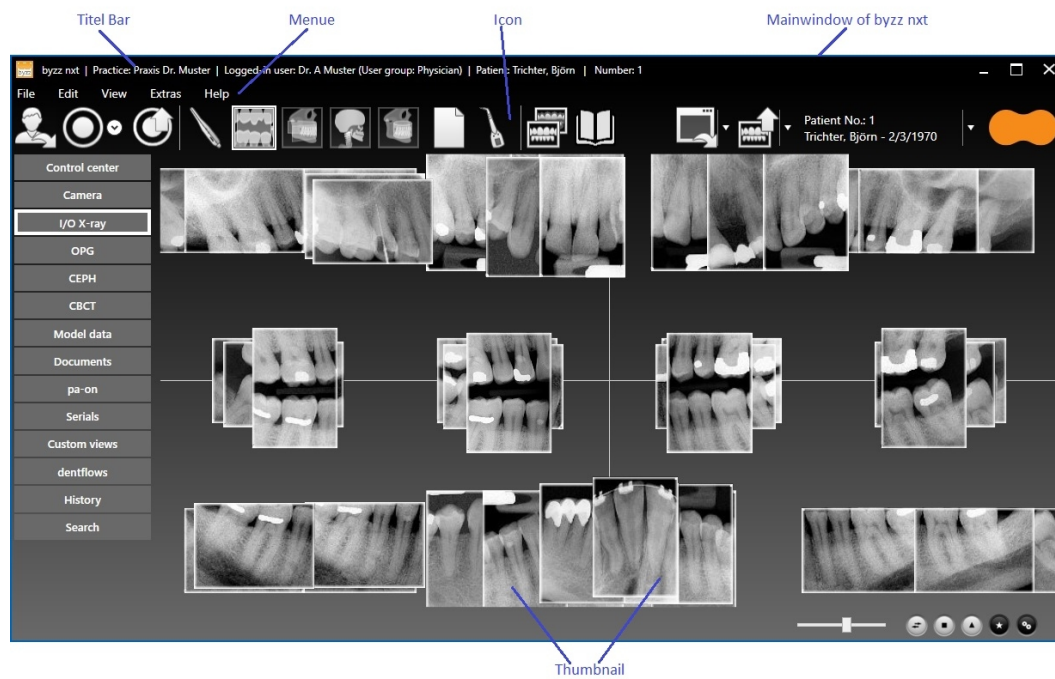 Titel Bar
Menue
Icon
Mainwindow of byzz nxt
byzz nxt | Practice: Praxis Dr. Muster | Logged-in user: Dr. A Muster (User group: Physician) | Patient: Trichter, Björn | Number: 1
File Edit View Extras Help
Patient No.: 1
Trichter, Björn - 2/3/1970
Control center
Camera
I/O X-ray
OPG
CEPH
CBCT
Model data
Documents
pa-on
Serials
Custom views
dentflows
History
Search
Thumbnail